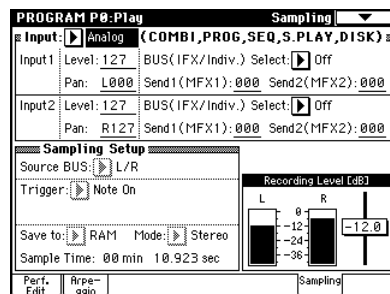 PROGRAM P0:Play Sampling
Input: Analog (COMBI,PROG,SEQ,S.PLAY,DISK)
Input1 Level: 127 BUS(IFX/Indiv.) Select: Off
Pan: L000 Send1(MFX1): 000 Send2(MFX2): 000
Input2 Level: 127 BUS(IFX/Indiv.) Select: Off
Pan: R127 Send1(MFX1): 000 Send2(MFX2): 000
Sampling Setup
Source BUS: L/R
Trigger: Note On
Save to: RAM Mode: Stereo
Sample Time: 00 min 10.923 sec
Recording Level [dB]
L R
0
-12
-24
-36
-12.0
Perf. Edit
Arpe-ggio
Sampling